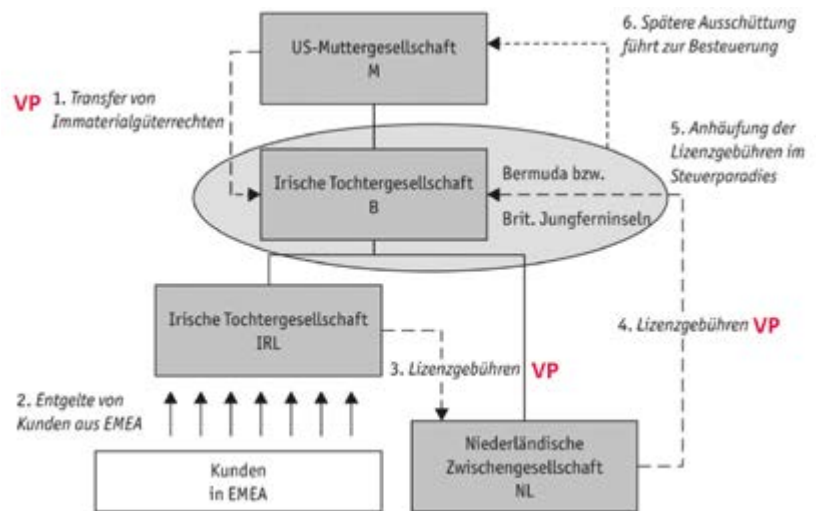 US-Muttergesellschaft
M
6. Spätere Ausschüttung
führt zur Besteuerung
VP
1. Transfer von
Immaterialgüterrechten
5. Anhäufung der
Lizenzgebühren im
Steuerparadies
Irische Tochtergesellschaft
B
Bermuda bzw.
Brit. Jungferninseln
Irische Tochtergesellschaft
IRL
3. Lizenzgebühren VP
4. Lizenzgebühren VP
2. Entgelte von
Kunden aus EMEA
Kunden
in EMEA
Niederländische
Zwischengesellschaft
NL